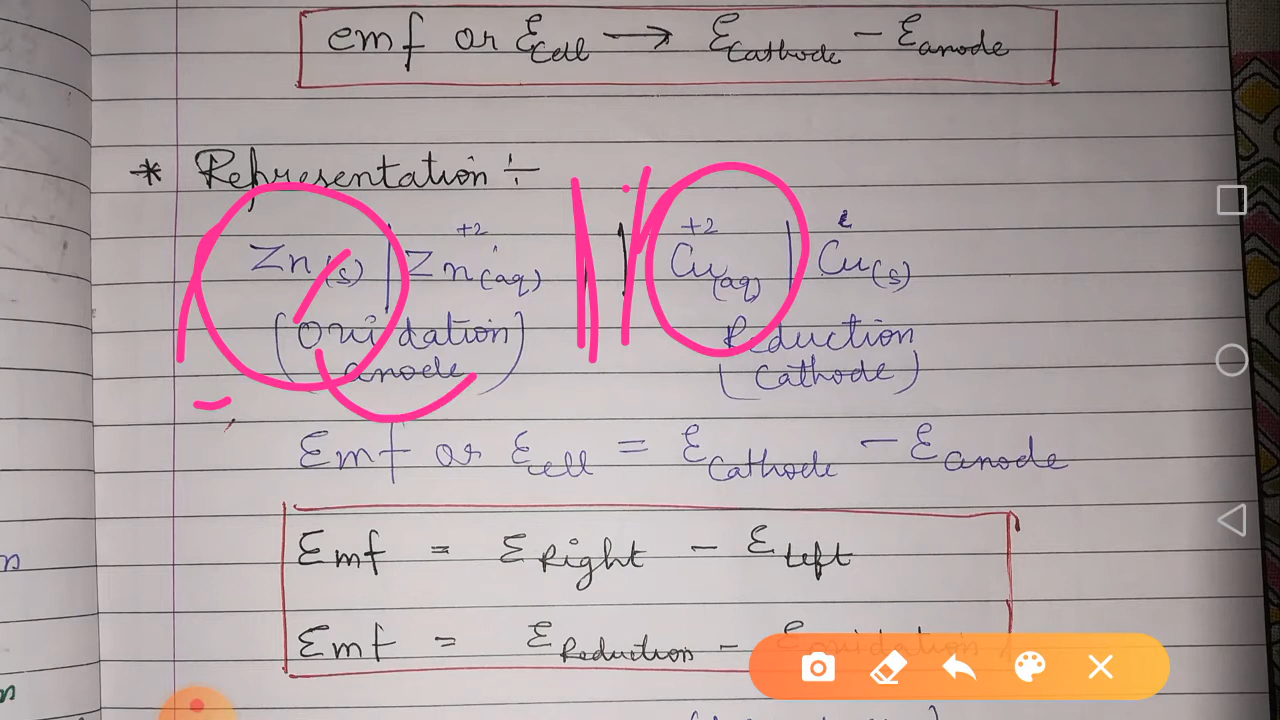 emf or Ecell → Ecathode - Eanode
* Representation ÷
Zn(s) | Zn+2(aq) || Cu+2(aq) | Cu(s)
(Oxidation Reduction
anode) (Cathode)
Emf or Ecell = ECathode - Eanode
Emf = ERight - ELeft
Emf = EReduction - Eoxidation